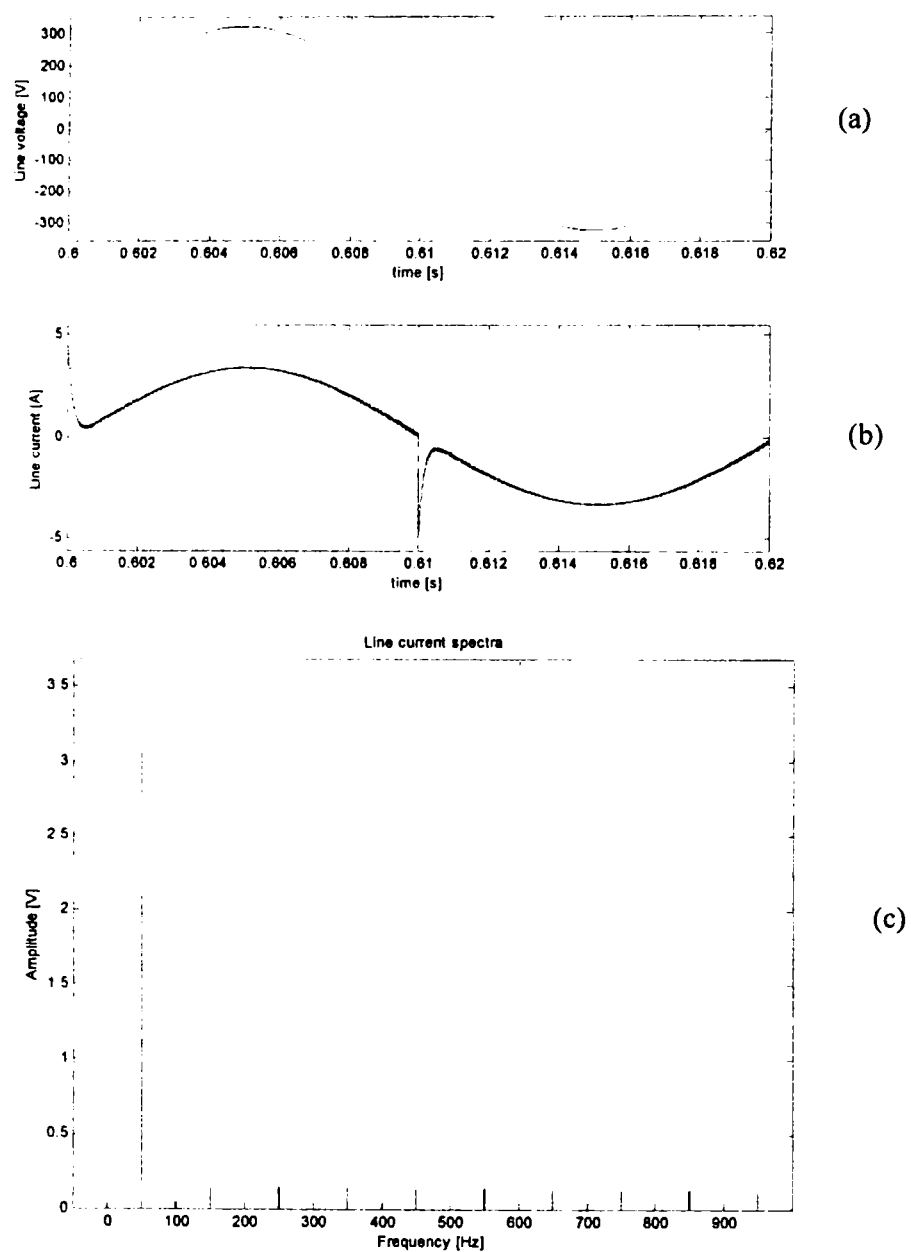 300
200
100
0
-100
-200
-300
Line voltage [V]
0.6 0.602 0.604 0.606 0.608 0.61 0.612 0.614 0.616 0.618 0.62
time [s]
(a)
5
0
-5
Line current [A]
0.6 0.602 0.604 0.606 0.608 0.61 0.612 0.614 0.616 0.618 0.62
time [s]
(b)
Line current spectra
3 5
3
2 5
2
1 5
1
0.5
0
Amplitude [V]
0 100 200 300 400 500 600 700 800 900
Frequency [Hz]
(c)